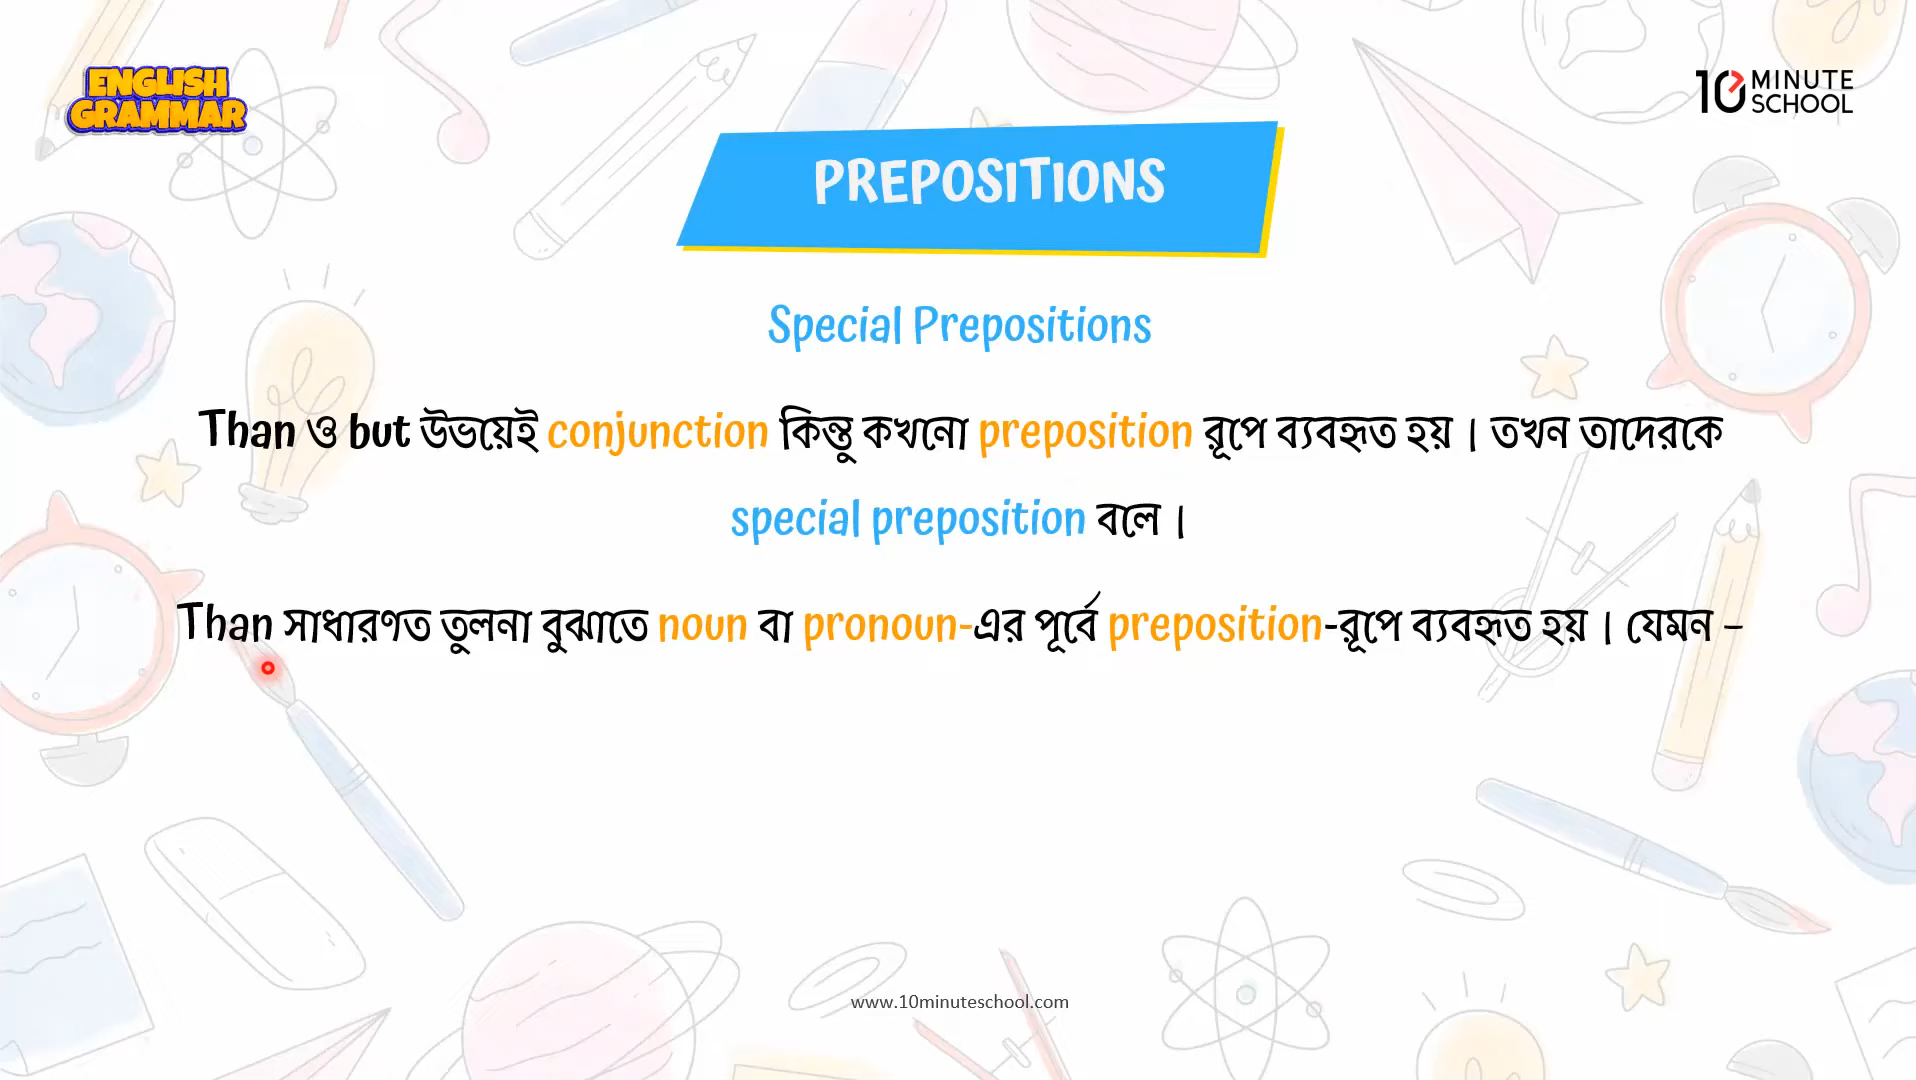 ENGLISH
GRAMMAR
10 MINUTE
SCHOOL
PREPOSITIONS
Special Prepositions
Than ও but উভয়েই conjunction কিন্তু কখনো preposition রূপে ব্যবহৃত হয়। তখন তাদেরকে
special preposition বলে।
Than সাধারণত তুলনা বুঝাতে noun বা pronoun-এর পূর্বে preposition-রূপে ব্যবহৃত হয়। যেমন –
www.10minuteschool.com